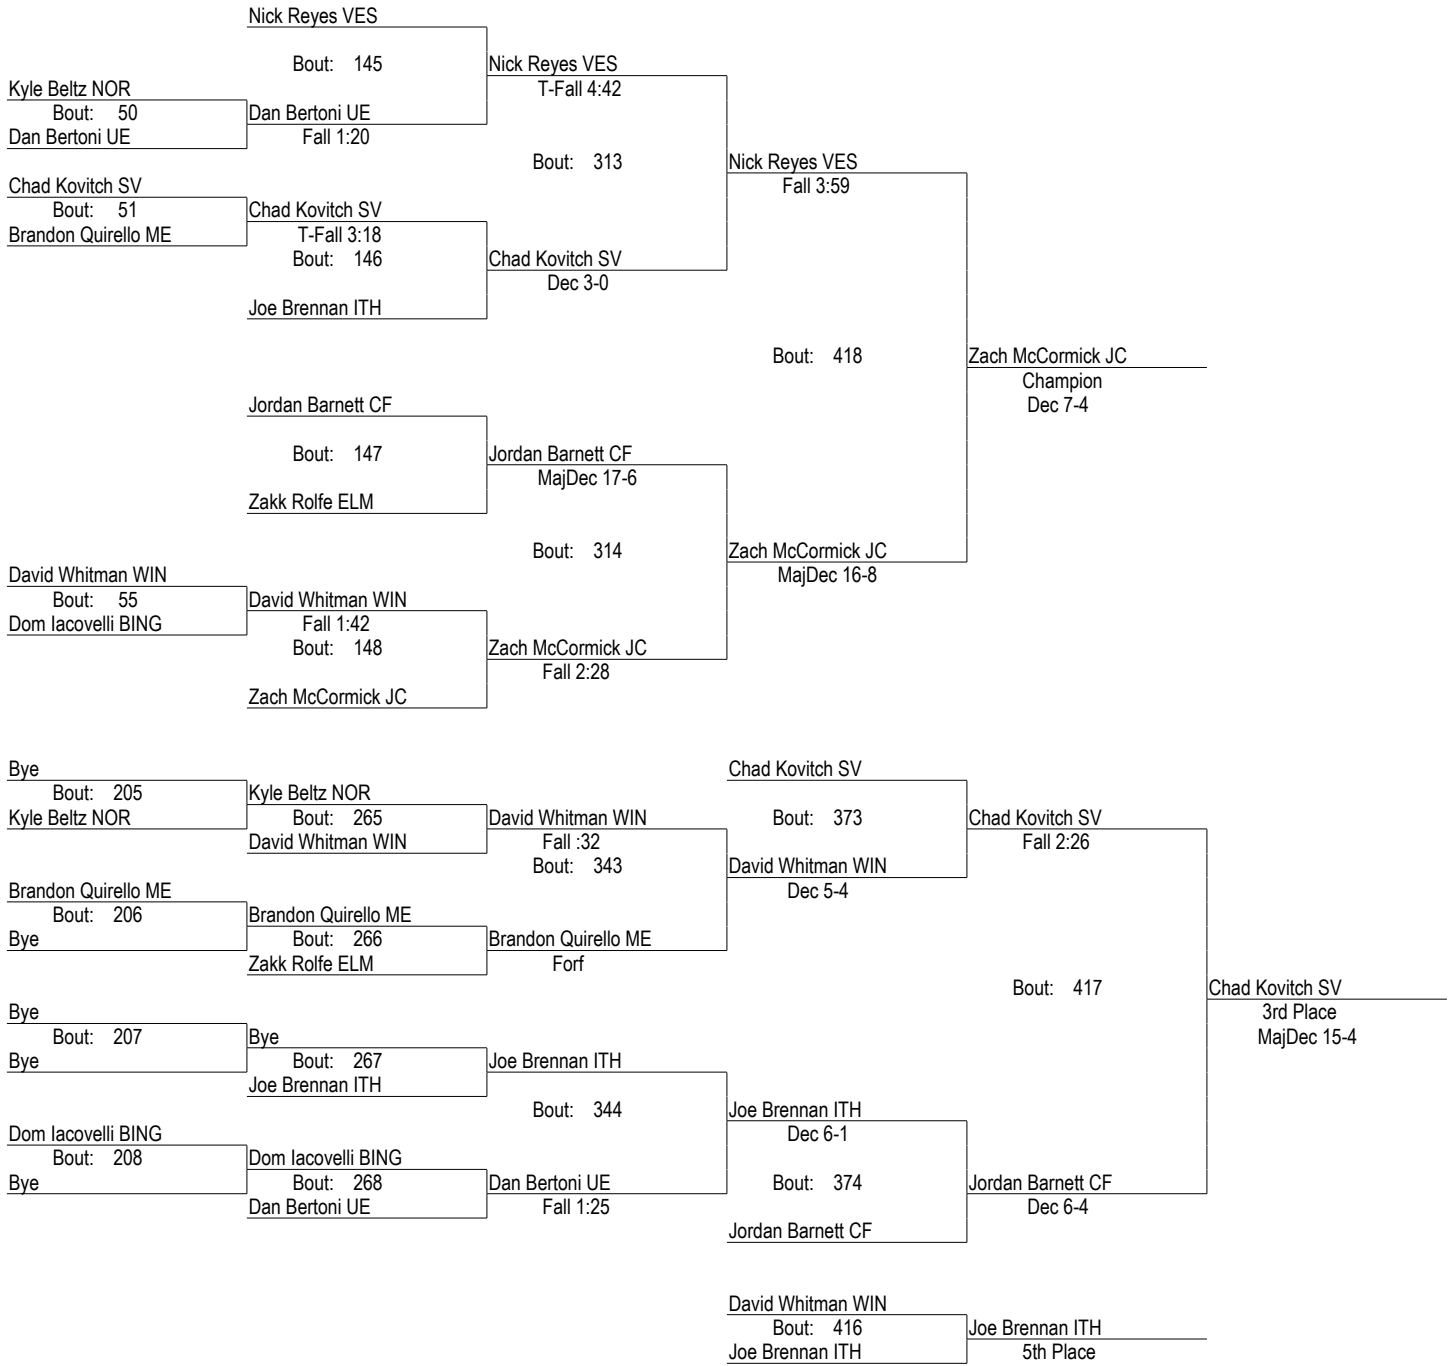 Nick Reyes VES
Bout: 145
Nick Reyes VES
Kyle Beltz NOR
T-Fall 4:42
Bout: 50
Dan Bertoni UE
Dan Bertoni UE
Fall 1:20
Bout: 313
Nick Reyes VES
Chad Kovitch SV
Fall 3:59
Bout: 51
Chad Kovitch SV
Brandon Quirello ME
T-Fall 3:18
Bout: 146
Chad Kovitch SV
Dec 3-0
Joe Brennan ITH
Bout: 418
Zach McCormick JC
Champion
Jordan Barnett CF
Dec 7-4
Bout: 147
Jordan Barnett CF
MajDec 17-6
Zakk Rolfe ELM
Bout: 314
Zach McCormick JC
David Whitman WIN
MajDec 16-8
Bout: 55
David Whitman WIN
Dom Iacovelli BING
Fall 1:42
Bout: 148
Zach McCormick JC
Fall 2:28
Zach McCormick JC
Bye
Chad Kovitch SV
Bout: 205
Kyle Beltz NOR
Kyle Beltz NOR
Bout: 265
David Whitman WIN
Bout: 373
Chad Kovitch SV
David Whitman WIN
Fall :32
Fall 2:26
Bout: 343
David Whitman WIN
Brandon Quirello ME
Dec 5-4
Bout: 206
Brandon Quirello ME
Bye
Bout: 266
Brandon Quirello ME
Zakk Rolfe ELM
Forf
Bout: 417
Chad Kovitch SV
Bye
3rd Place
Bout: 207
Bye
MajDec 15-4
Bye
Bout: 267
Joe Brennan ITH
Joe Brennan ITH
Bout: 344
Joe Brennan ITH
Dom Iacovelli BING
Dec 6-1
Bout: 208
Dom Iacovelli BING
Bye
Bout: 268
Dan Bertoni UE
Bout: 374
Jordan Barnett CF
Dan Bertoni UE
Fall 1:25
Dec 6-4
Jordan Barnett CF
David Whitman WIN
Bout: 416
Joe Brennan ITH
Joe Brennan ITH
5th Place